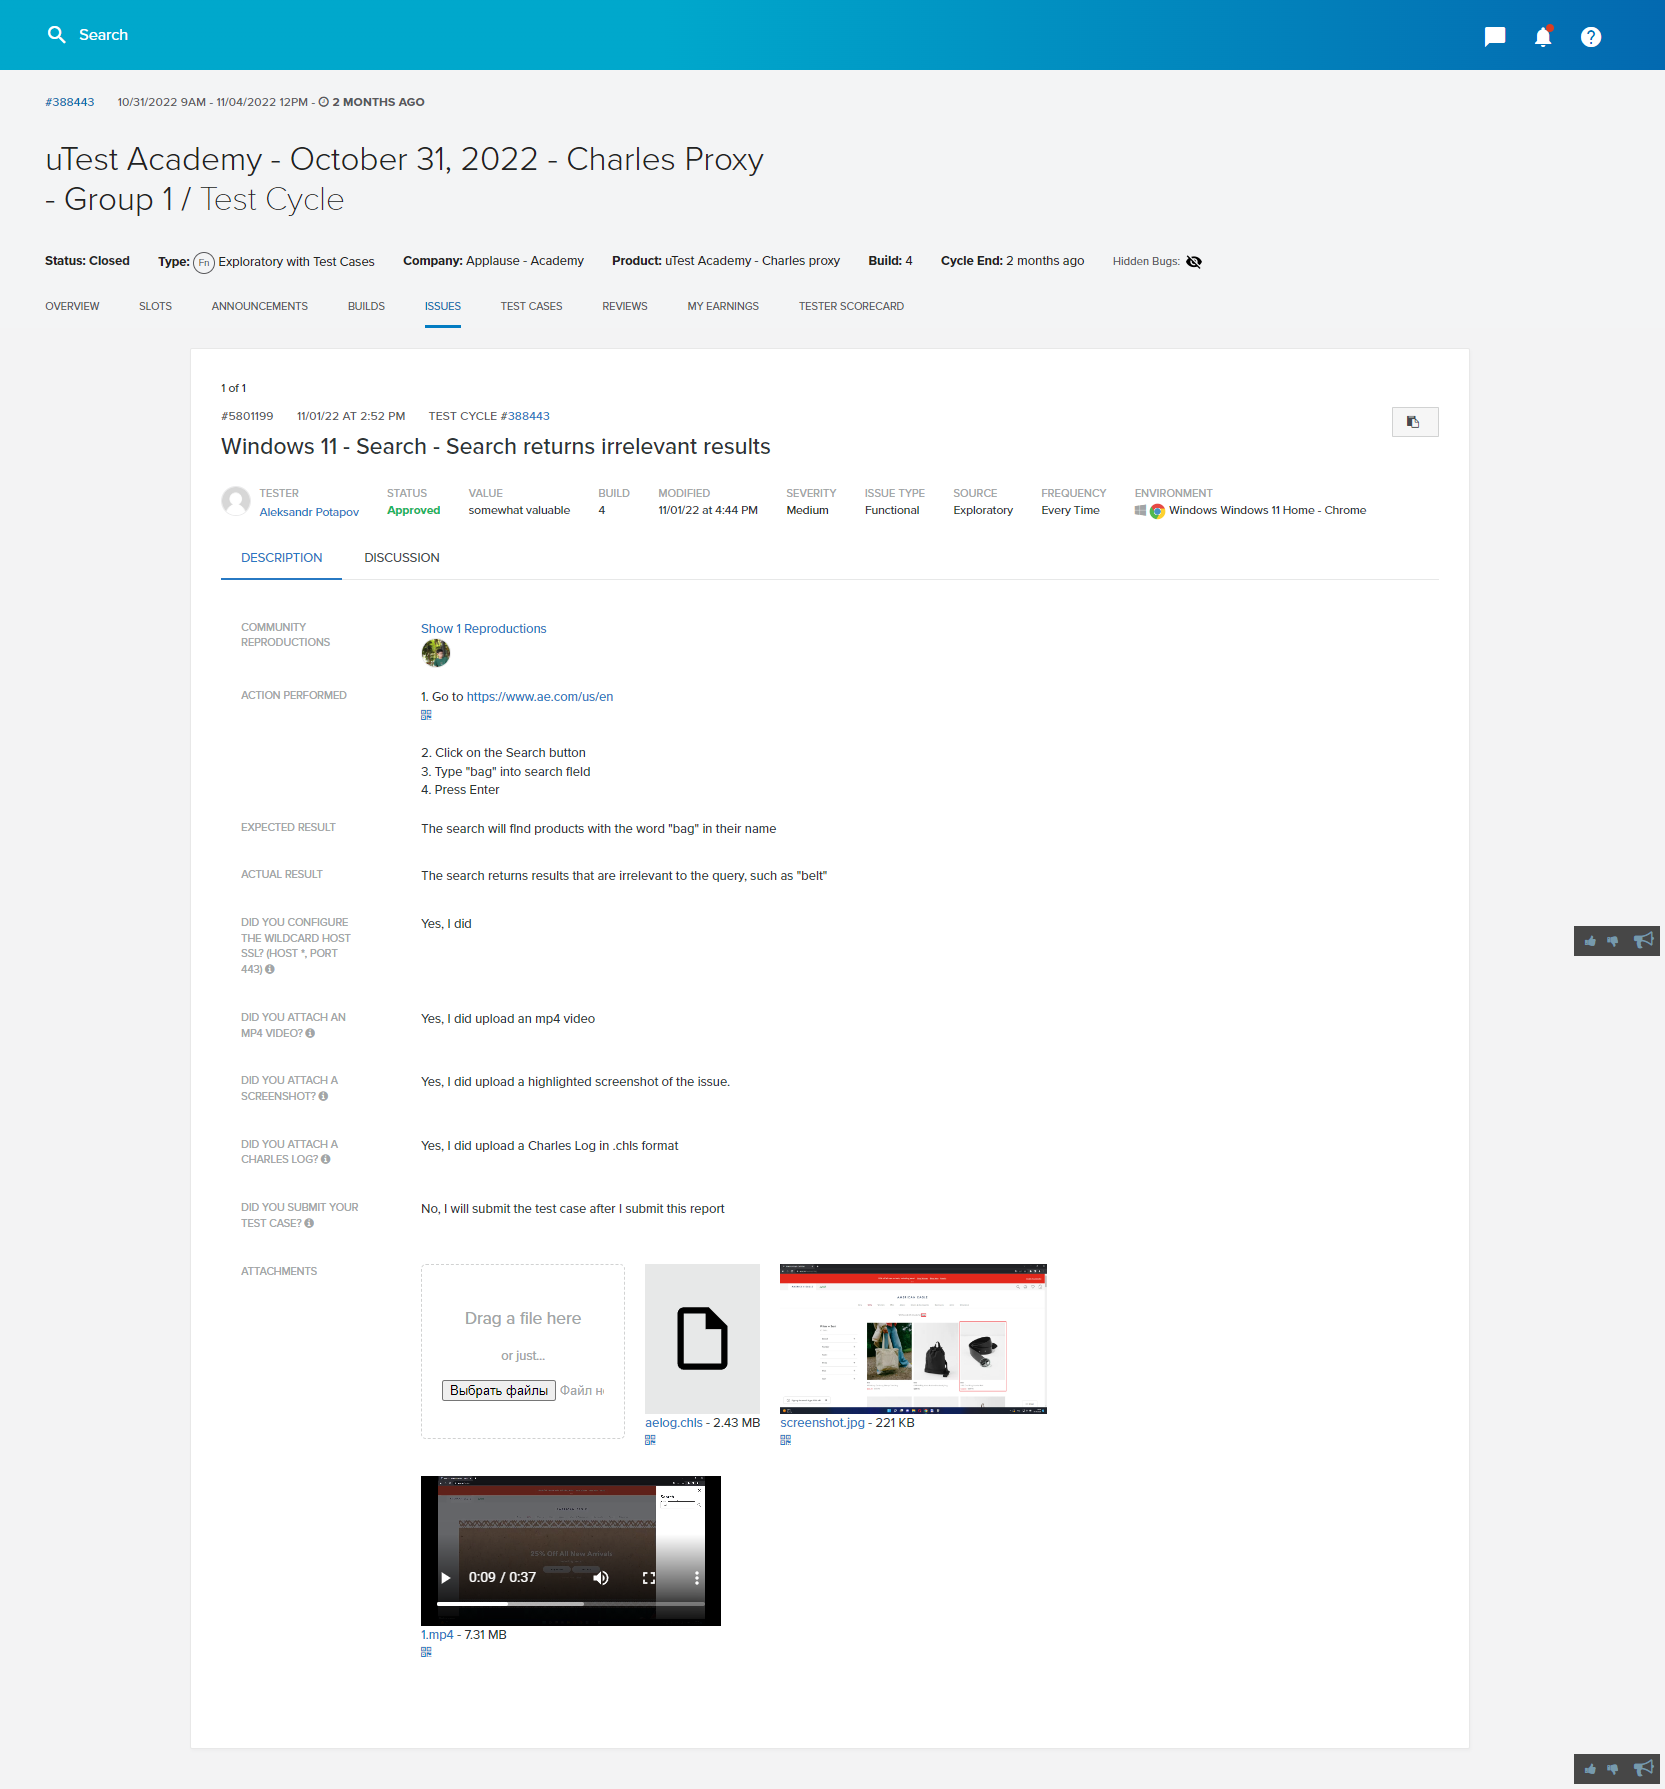 Search
#388443 10/31/2022 9AM - 11/04/2022 12PM - 2 MONTHS AGO
uTest Academy - October 31, 2022 - Charles Proxy
- Group 1 / Test Cycle
Status: Closed Type: Fn Exploratory with Test Cases Company: Applause - Academy Product: uTest Academy - Charles proxy Build: 4 Cycle End: 2 months ago Hidden Bugs:
OVERVIEW SLOTS ANNOUNCEMENTS BUILDS ISSUES TEST CASES REVIEWS MY EARNINGS TESTER SCORECARD
1 of 1
#5801199 11/01/22 AT 2:52 PM TEST CYCLE #388443
Windows 11 - Search - Search returns irrelevant results
TESTER STATUS VALUE BUILD MODIFIED SEVERITY ISSUE TYPE SOURCE FREQUENCY ENVIRONMENT
Aleksandr Potapov Approved somewhat valuable 4 11/01/22 at 4:44 PM Medium Functional Exploratory Every Time Windows Windows 11 Home - Chrome
DESCRIPTION DISCUSSION
COMMUNITY
REPRODUCTIONS
Show 1 Reproductions
ACTION PERFORMED
1. Go to https://www.ae.com/us/en
2. Click on the Search button
3. Type "bag" into search field
4. Press Enter
EXPECTED RESULT
The search will find products with the word "bag" in their name
ACTUAL RESULT
The search returns results that are irrelevant to the query, such as "belt"
DID YOU CONFIGURE
THE WILDCARD HOST
SSL? (HOST *, PORT
443)
Yes, I did
DID YOU ATTACH AN
MP4 VIDEO?
Yes, I did upload an mp4 video
DID YOU ATTACH A
SCREENSHOT?
Yes, I did upload a highlighted screenshot of the issue.
DID YOU ATTACH A
CHARLES LOG?
Yes, I did upload a Charles Log in .chls format
DID YOU SUBMIT YOUR
TEST CASE?
No, I will submit the test case after I submit this report
ATTACHMENTS
Drag a file here
or just...
Выбрать файлы Файл
aelog.chls - 2.43 MB
AMERICAN EAGLE
screenshot.jpg - 221 KB
Search
25% Off All New Arrivals
0:09 / 0:37
1.mp4 - 7.31 MB